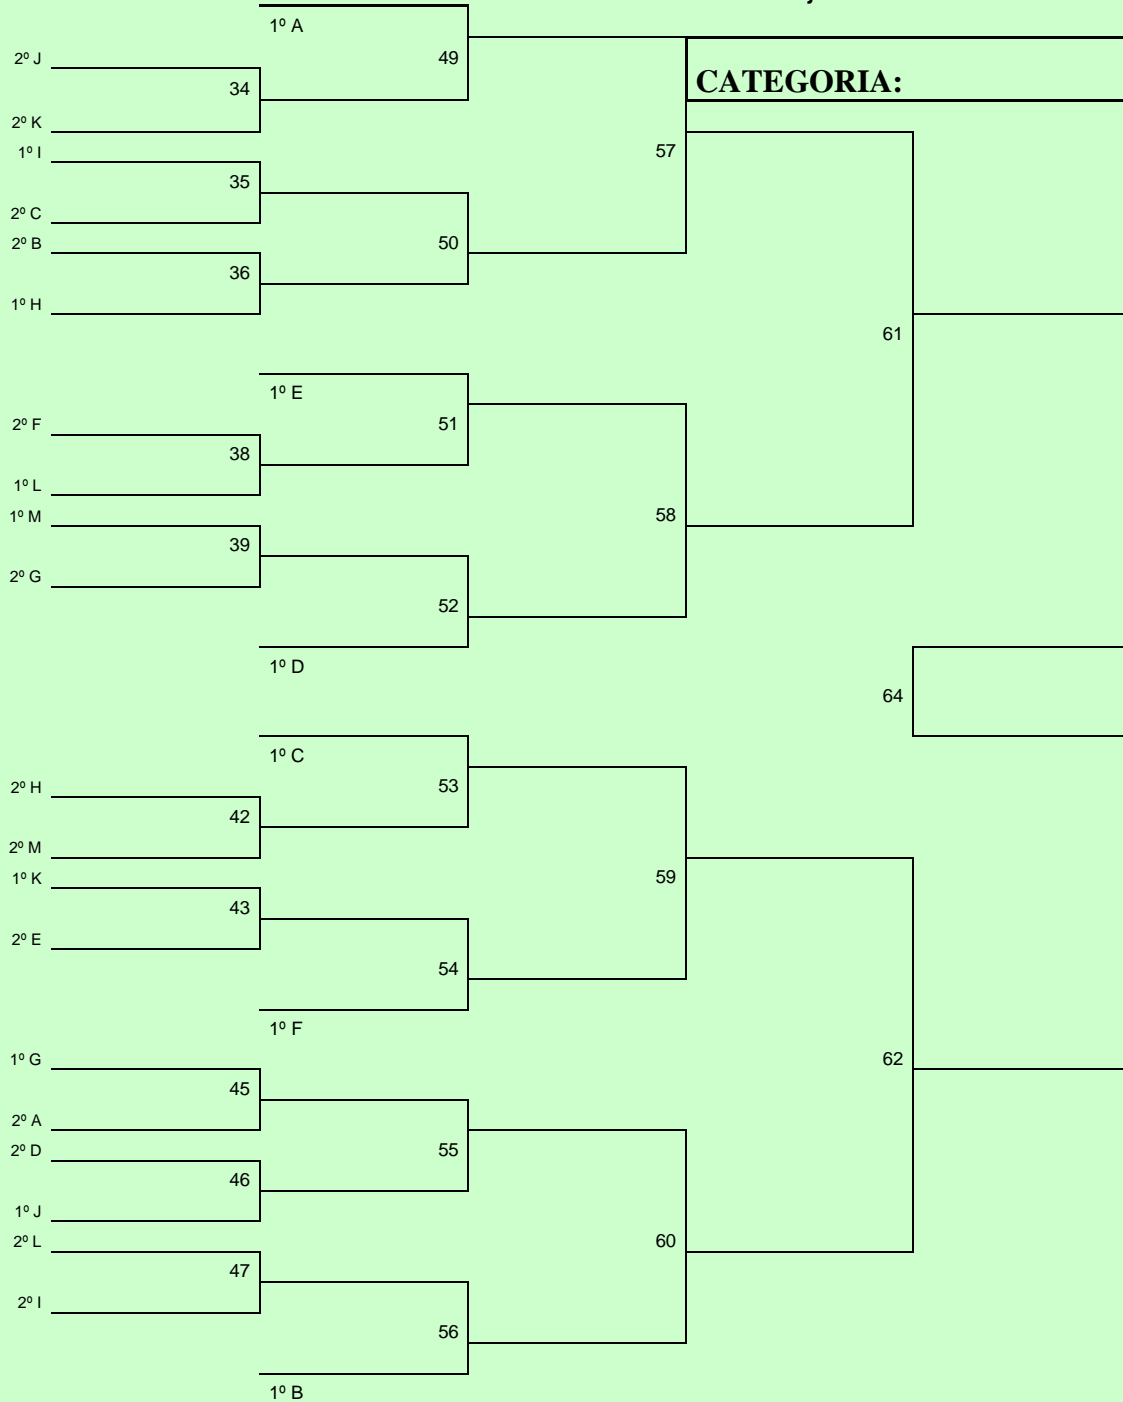 1º A
49
2º J
34
CATEGORIA:
2º K
57
1º I
35
2º C
50
2º B
36
1º H
61
1º E
51
2º F
38
1º L
1º M
58
39
2º G
52
1º D
64
1º C
53
2º H
42
2º M
1º K
59
43
2º E
54
1º F
1º G
62
45
2º A
2º D
55
46
1º J
2º L
60
47
2º I
56
1º B